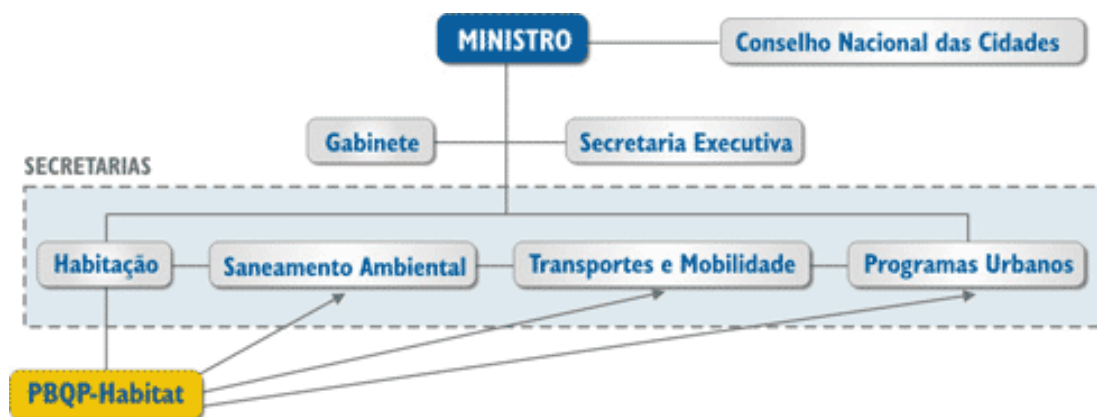 MINISTRO
Conselho Nacional das Cidades
Gabinete
Secretaria Executiva
SECRETARIAS
Habitação
Saneamento Ambiental
Transportes e Mobilidade
Programas Urbanos
PBQP-Habitat